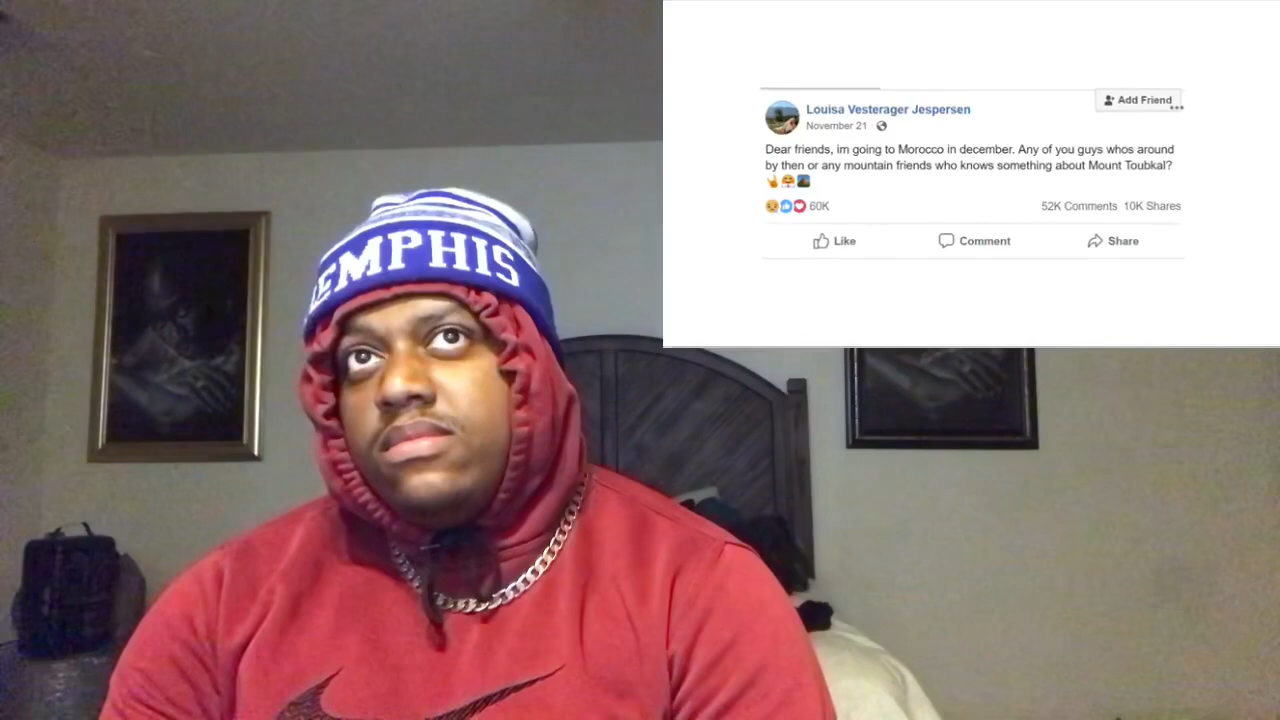 EMPHIS
Add Friend
Louisa Vesterager Jespersen
November 21
Dear friends, im going to Morocco in december. Any of you guys whos around
by then or any mountain friends who knows something about Mount Toubkal?
60K
52K Comments 10K Shares
Like
Comment
Share